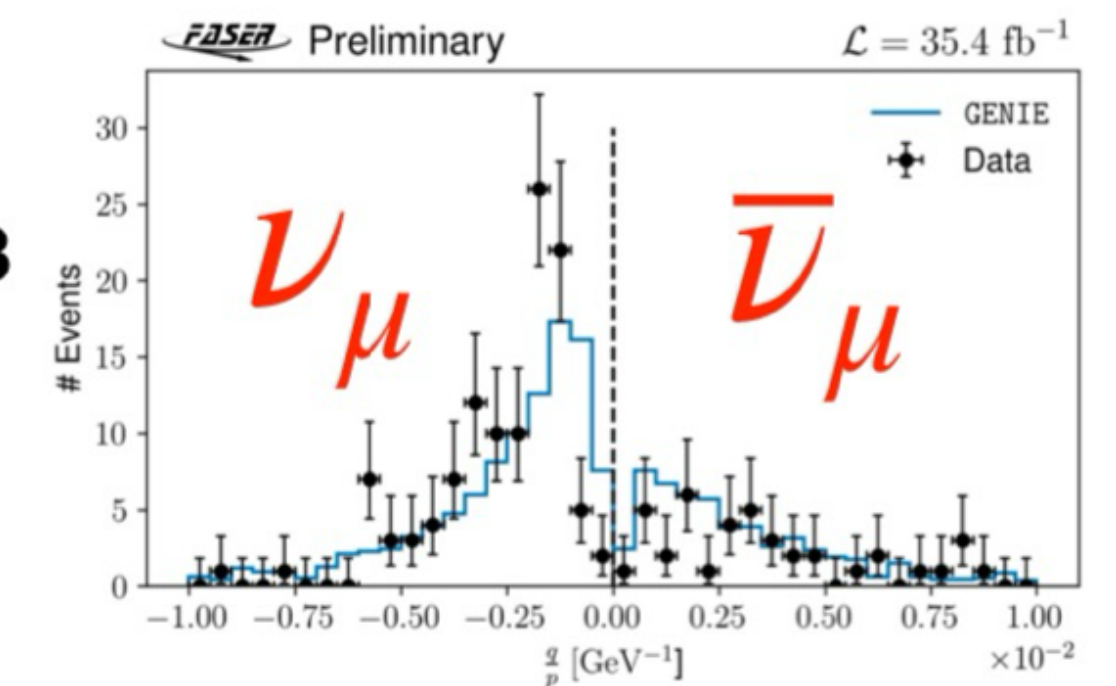 FASER Preliminary
ℒ = 35.4 fb⁻¹
GENIE
Data
ν_μ
ν̄_μ
# Events
30
25
20
15
10
5
0
−1.00 −0.75 −0.50 −0.25 0.00 0.25 0.50 0.75 1.00
q/p [GeV⁻¹]
×10⁻²